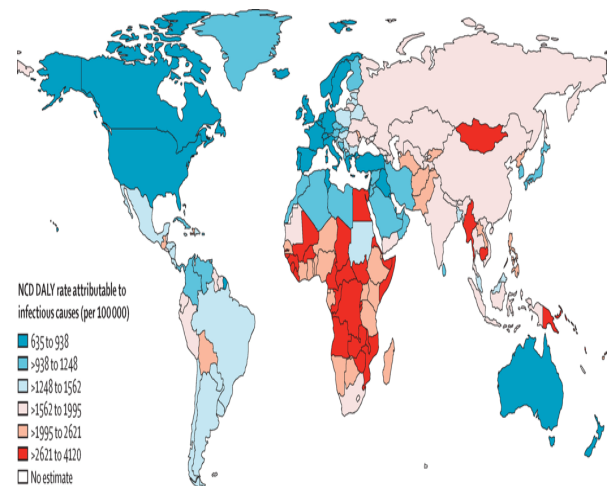 NCD DALY rate attributable to
infectious causes (per 100 000)
635 to 938
>938 to 1248
>1248 to 1562
>1562 to 1995
>1995 to 2621
>2621 to 4120
No estimate